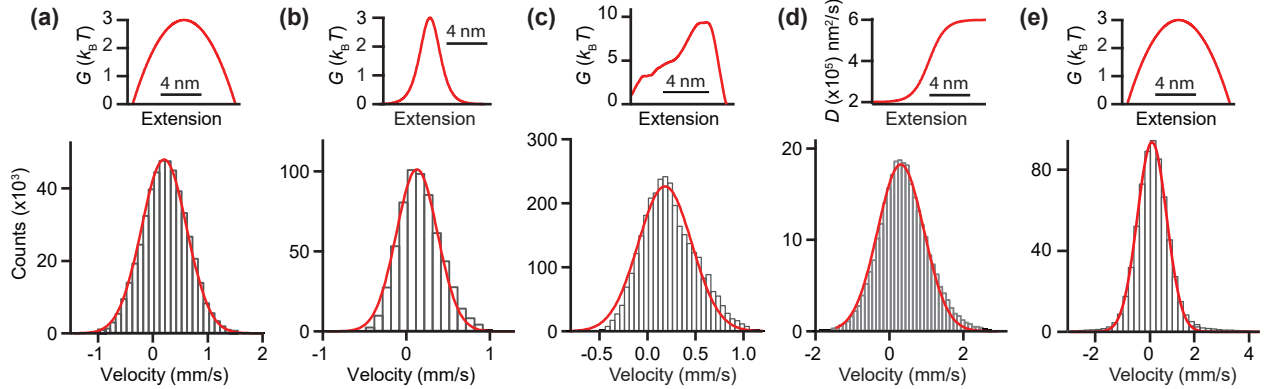 (a)
G (k_B T)
3
2
1
0
4 nm
Extension
(b)
G (k_B T)
3
2
1
0
4 nm
Extension
(c)
G (k_B T)
10
5
0
4 nm
Extension
(d)
D (x10⁵) nm²/s
6
4
2
4 nm
Extension
(e)
G (k_B T)
3
2
1
0
4 nm
Extension
Counts (x10³)
40
20
0
-1 0 1 2
Velocity (mm/s)
100
50
0
-1 0 1
Velocity (mm/s)
300
200
100
0
-0.5 0.0 0.5 1.0
Velocity (mm/s)
20
10
0
-2 0 2
Velocity (mm/s)
80
40
0
-2 0 2 4
Velocity (mm/s)